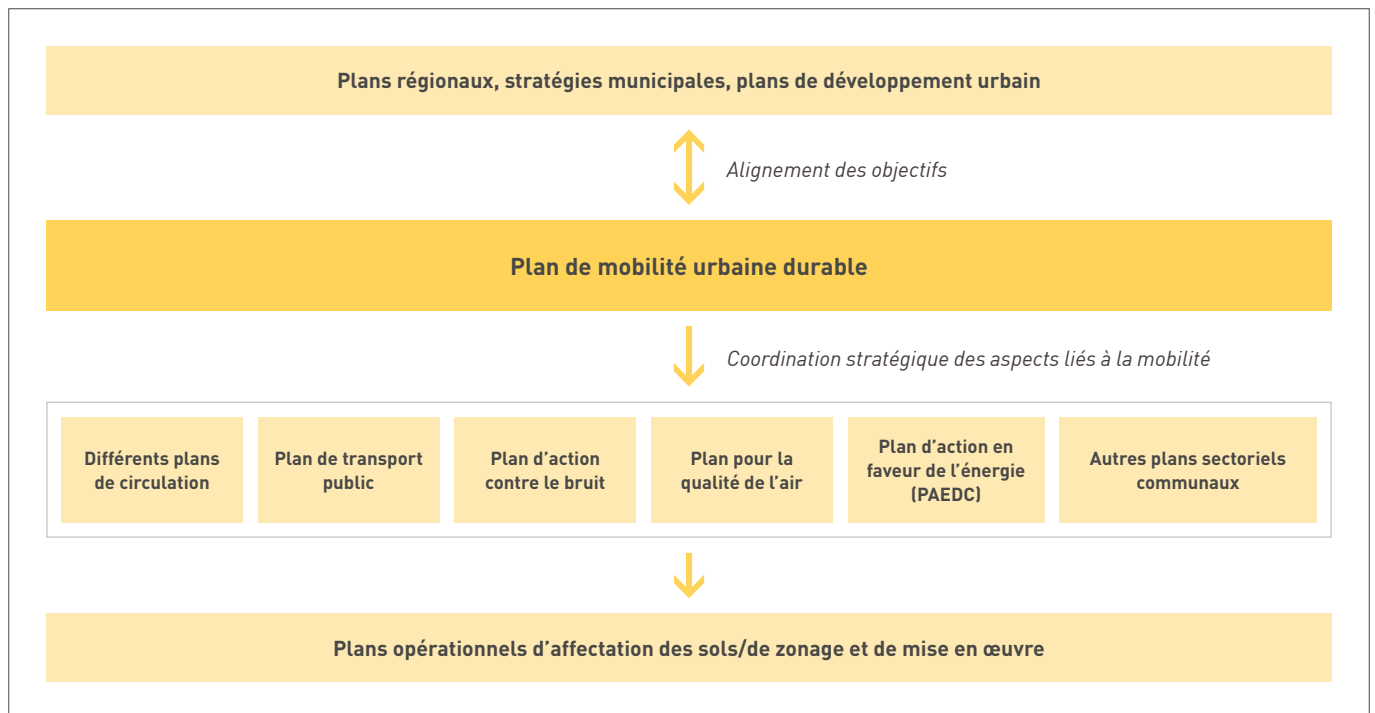 Plans régionaux, stratégies municipales, plans de développement urbain
Alignement des objectifs
Plan de mobilité urbaine durable
Coordination stratégique des aspects liés à la mobilité
Différents plans
de circulation
Plan de transport
public
Plan d’action
contre le bruit
Plan pour la
qualité de l’air
Plan d’action en
faveur de l’énergie
(PAEDC)
Autres plans sectoriels
communaux
Plans opérationnels d’affectation des sols/de zonage et de mise en œuvre